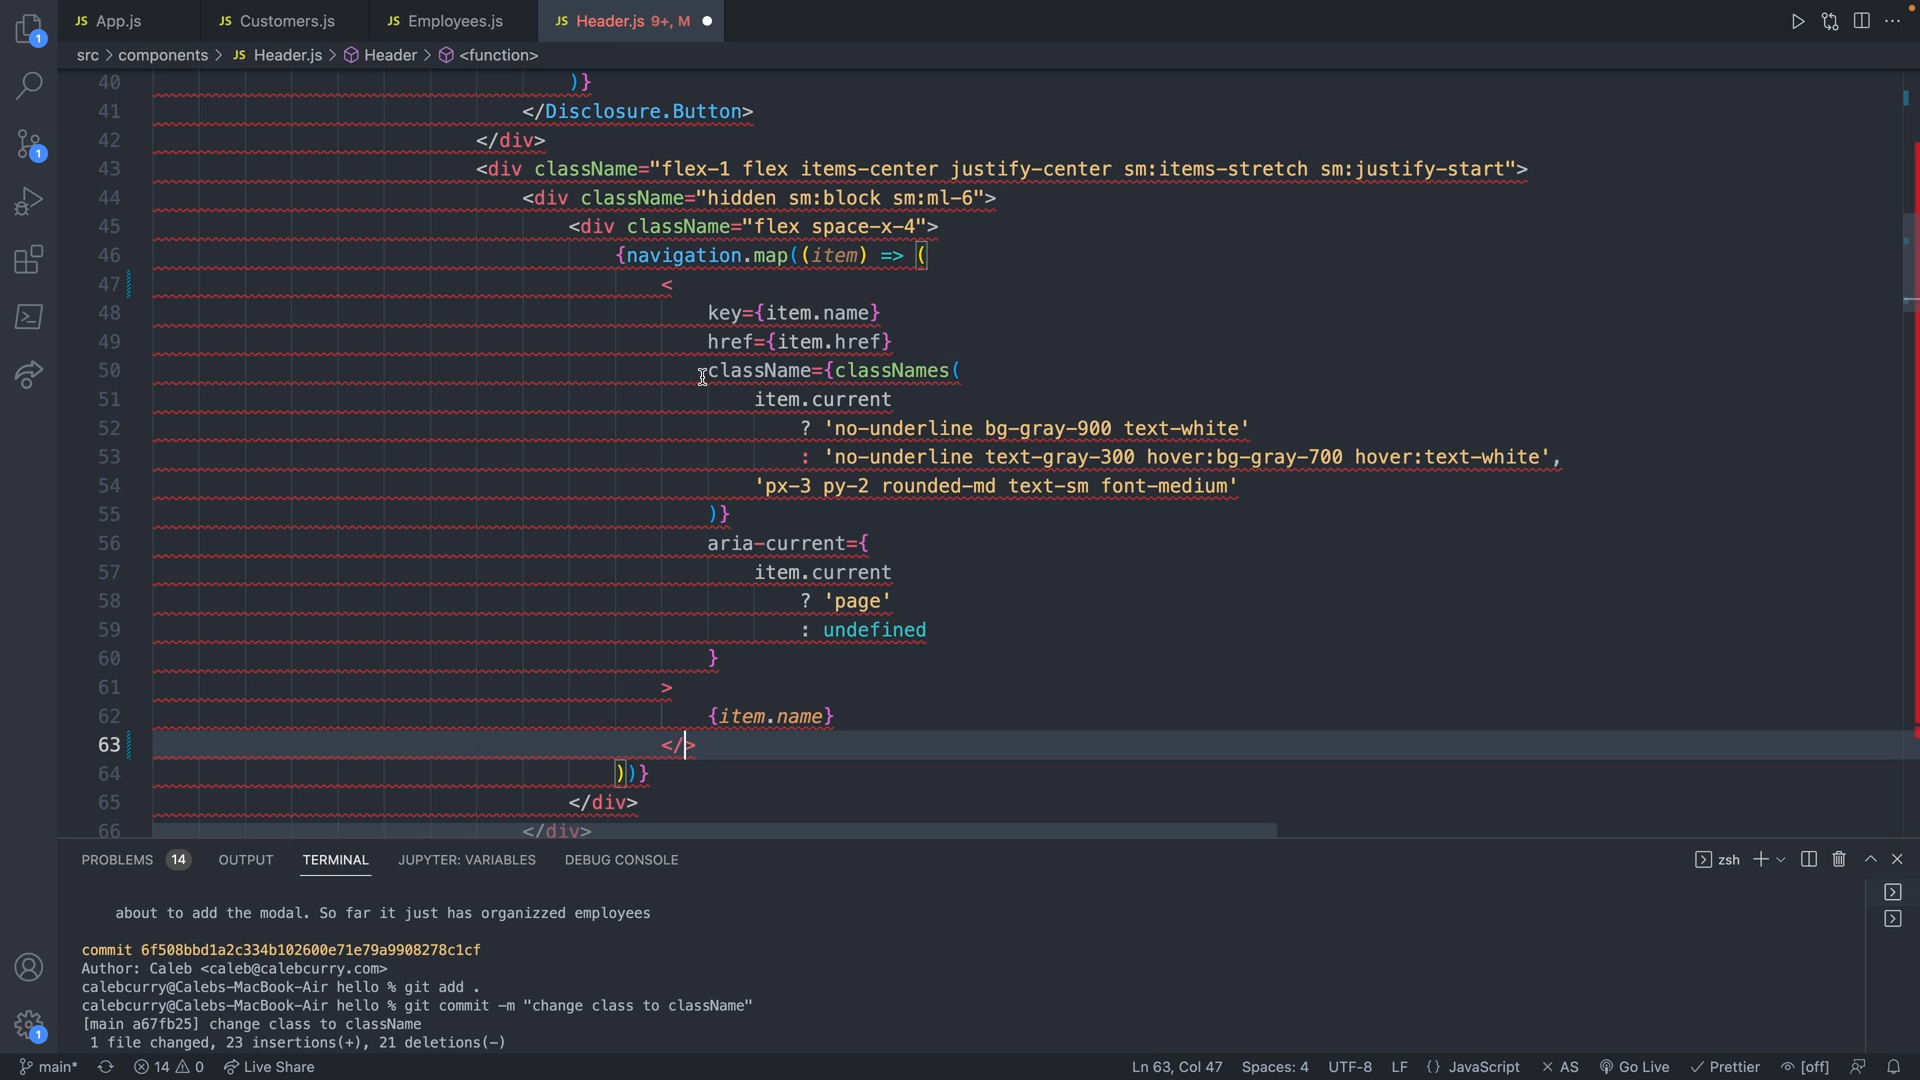 JS App.js JS Customers.js JS Employees.js JS Header.js 9+, M
src > components > JS Header.js > Header > <function>
40 )}
41 </Disclosure.Button>
42 </div>
43 <div className="flex-1 flex items-center justify-center sm:items-stretch sm:justify-start">
44 <div className="hidden sm:block sm:ml-6">
45 <div className="flex space-x-4">
46 {navigation.map((item) => (
47 <
48 key={item.name}
49 href={item.href}
50 className={classNames(
51 item.current
52 ? 'no-underline bg-gray-900 text-white'
53 : 'no-underline text-gray-300 hover:bg-gray-700 hover:text-white',
54 'px-3 py-2 rounded-md text-sm font-medium'
55 )}
56 aria-current={
57 item.current
58 ? 'page'
59 : undefined
60 }
61 >
62 {item.name}
63 </>
64 ))}
65 </div>
66 </div>
1
1
1
PROBLEMS 14 OUTPUT TERMINAL JUPYTER: VARIABLES DEBUG CONSOLE zsh
about to add the modal. So far it just has organizzed employees
commit 6f508bbd1a2c334b102600e71e79a9908278c1cf
Author: Caleb <caleb@calebcurry.com>
calebcurry@Calebs-MacBook-Air hello % git add .
calebcurry@Calebs-MacBook-Air hello % git commit -m "change class to className"
[main a67fb25] change class to className
1 file changed, 23 insertions(+), 21 deletions(-)
main* 14 0 Live Share Ln 63, Col 47 Spaces: 4 UTF-8 LF {} JavaScript AS Go Live Prettier [off]